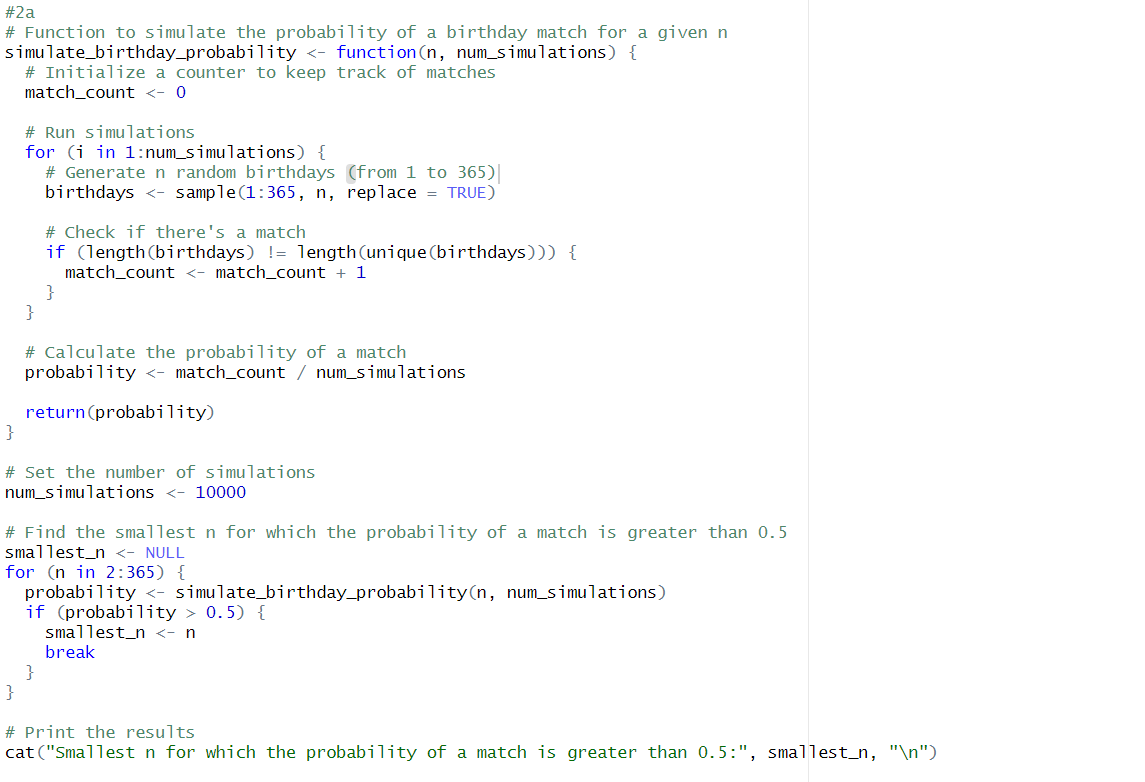 #2a
# Function to simulate the probability of a birthday match for a given n
simulate_birthday_probability <- function(n, num_simulations) {
  # Initialize a counter to keep track of matches
  match_count <- 0

  # Run simulations
  for (i in 1:num_simulations) {
    # Generate n random birthdays (from 1 to 365)
    birthdays <- sample(1:365, n, replace = TRUE)

    # Check if there's a match
    if (length(birthdays) != length(unique(birthdays))) {
      match_count <- match_count + 1
    }
  }

  # Calculate the probability of a match
  probability <- match_count / num_simulations

  return(probability)
}

# Set the number of simulations
num_simulations <- 10000

# Find the smallest n for which the probability of a match is greater than 0.5
smallest_n <- NULL
for (n in 2:365) {
  probability <- simulate_birthday_probability(n, num_simulations)
  if (probability > 0.5) {
    smallest_n <- n
    break
  }
}

# Print the results
cat("Smallest n for which the probability of a match is greater than 0.5:", smallest_n, "\n")